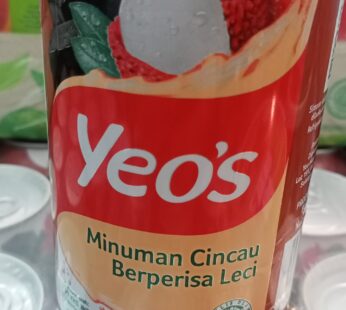 Yeo's
Minuman Cincau
Berperisa Leci